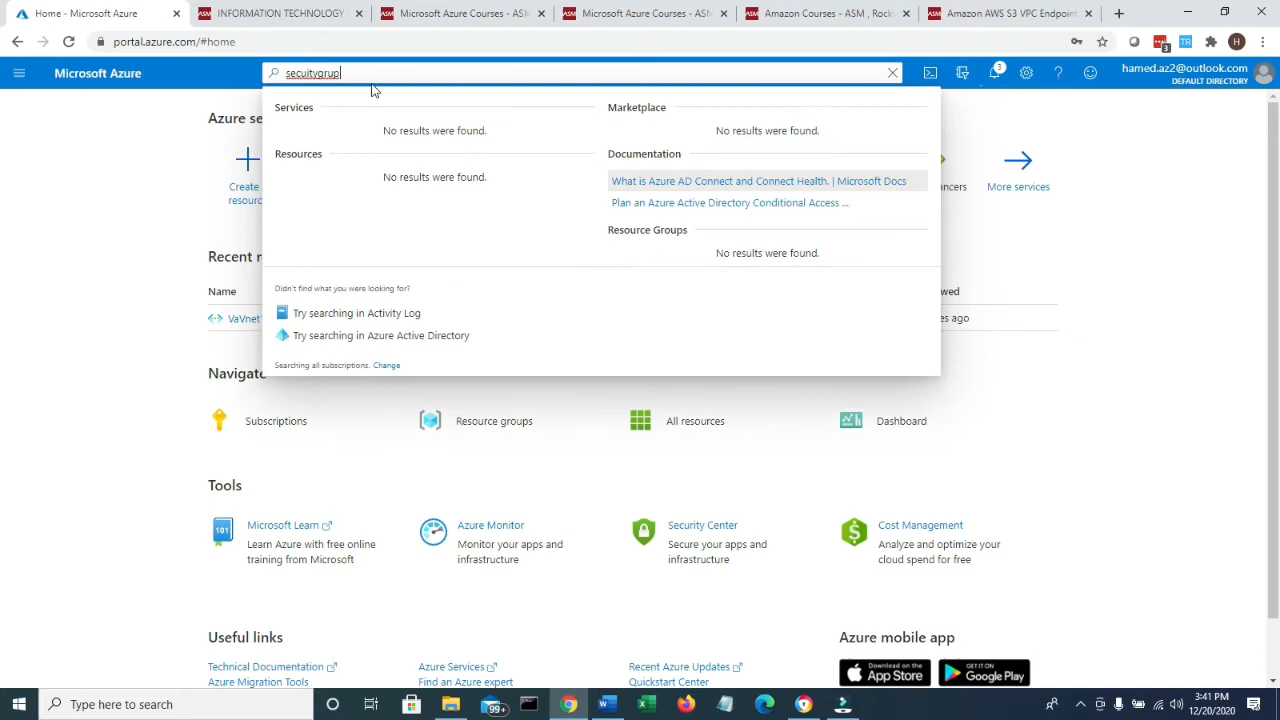 Home - Microsoft Azure
INFORMATION TECHNOLOGY
Microsoft Azure Courses - ASM
Microsoft Azure Courses - ASM
Amazon Courses - ASM , Rock
Amazon AWS S3 VPC Endpoint
portal.azure.com/#home
3
TR
H
Microsoft Azure
secuitygrup
3
hamed.az2@outlook.com
DEFAULT DIRECTORY
Services
No results were found.
Marketplace
No results were found.
Resources
No results were found.
Documentation
What is Azure AD Connect and Connect Health. | Microsoft Docs
Plan an Azure Active Directory Conditional Access ...
Resource Groups
No results were found.
Didn't find what you were looking for?
Try searching in Activity Log
Try searching in Azure Active Directory
Searching all subscriptions. Change
Azure se
Create
resourc
ancers
More services
Recent r
Name
wed
VaVnet
es ago
Navigate
Subscriptions
Resource groups
All resources
Dashboard
Tools
101
Microsoft Learn
Learn Azure with free online
training from Microsoft
Azure Monitor
Monitor your apps and
infrastructure
Security Center
Secure your apps and
infrastructure
$
Cost Management
Analyze and optimize your
cloud spend for free
Useful links
Technical Documentation
Azure Services
Recent Azure Updates
Azure Migration Tools
Find an Azure expert
Quickstart Center
Azure mobile app
Download on the
App Store
GET IT ON
Google Play
Type here to search
99+
3:41 PM
12/20/2020